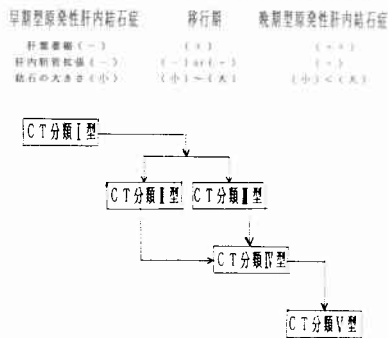 早期型原発性肝内結石症 移行期 晩期型原発性肝内結石症
肝葉萎縮(－) (＋) (＋＋)
肝内胆管拡張(－) (－)or(＋)
結石の大きさ(小) (小)～(大) (小)<(大)
CT分類Ⅰ型
CT分類Ⅱ型 CT分類Ⅲ型
CT分類Ⅳ型
CT分類Ⅴ型